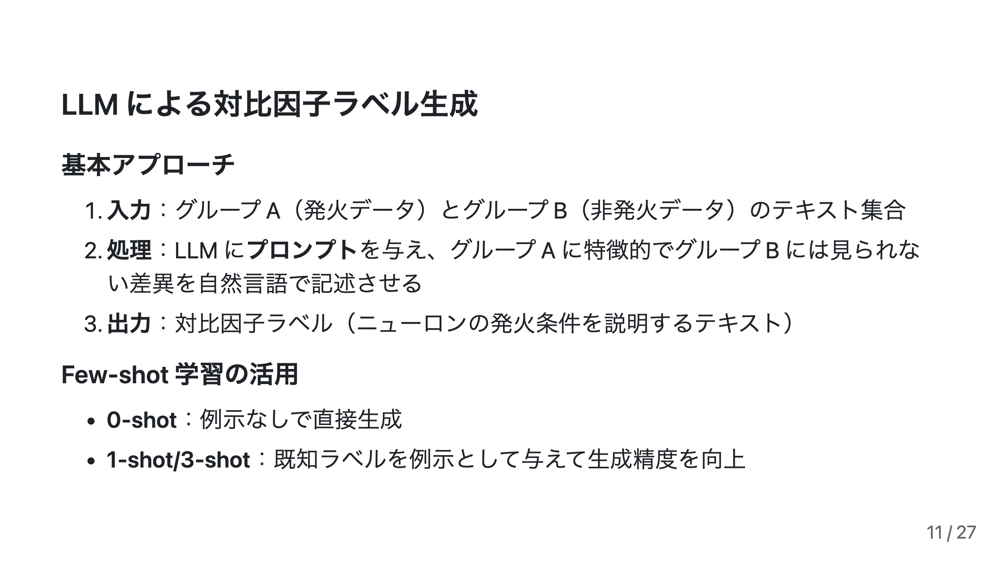 LLM による対比因子ラベル生成
基本アプローチ
1. 入力：グループ A（発火データ）とグループ B（非発火データ）のテキスト集合
2. 処理：LLM にプロンプトを与え、グループ A に特徴的でグループ B には見られな
い差異を自然言語で記述させる
3. 出力：対比因子ラベル（ニューロンの発火条件を説明するテキスト）
Few-shot 学習の活用
• 0-shot：例示なしで直接生成
• 1-shot/3-shot：既知ラベルを例示として与えて生成精度を向上
11 / 27